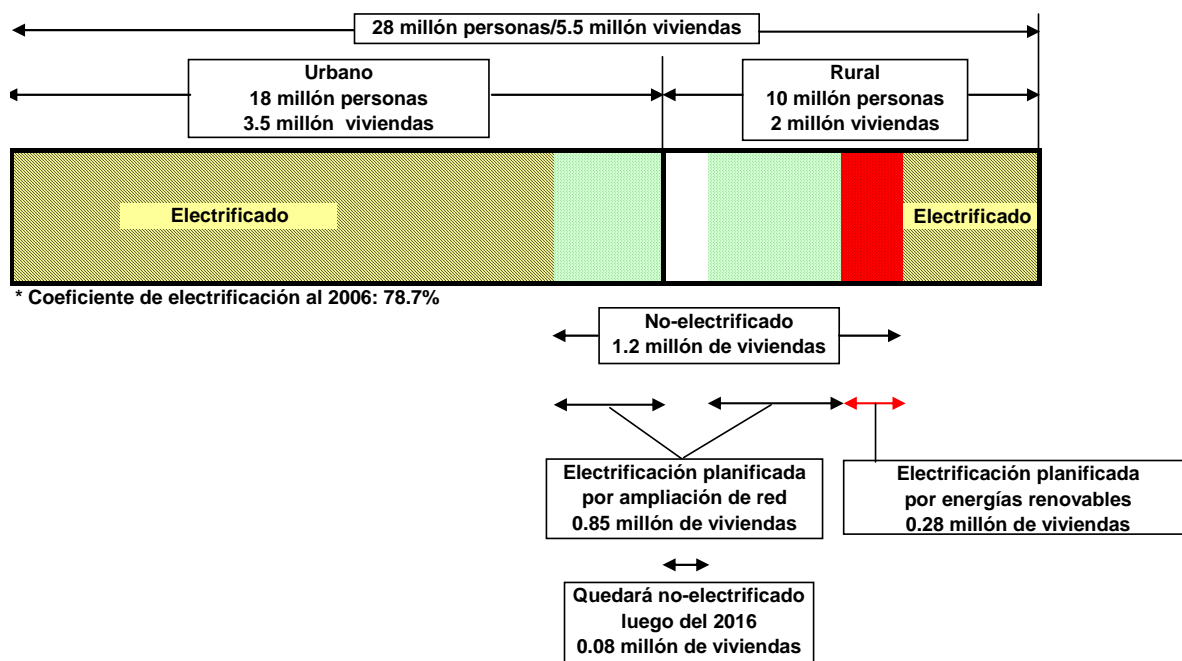 28 millón personas/5.5 millón viviendas
Urbano
18 millón personas
3.5 millón viviendas
Rural
10 millón personas
2 millón viviendas
Electrificado
Electrificado
* Coeficiente de electrificación al 2006: 78.7%
No-electrificado
1.2 millón de viviendas
Electrificación planificada
por ampliación de red
0.85 millón de viviendas
Electrificación planificada
por energías renovables
0.28 millón de viviendas
Quedará no-electrificado
luego del 2016
0.08 millón de viviendas